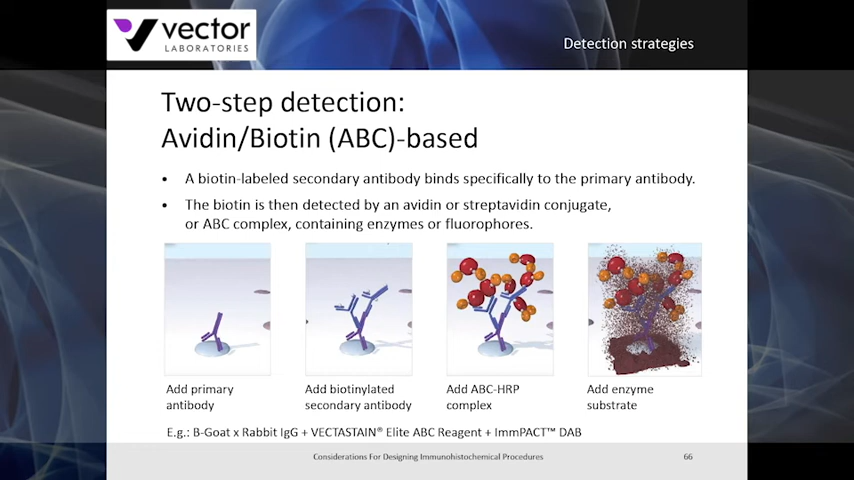 vector
LABORATORIES
Detection strategies
Two-step detection:
Avidin/Biotin (ABC)-based
• A biotin-labeled secondary antibody binds specifically to the primary antibody.
• The biotin is then detected by an avidin or streptavidin conjugate,
or ABC complex, containing enzymes or fluorophores.
Add primary
antibody
Add biotinylated
secondary antibody
Add ABC-HRP
complex
Add enzyme
substrate
E.g.: B-Goat x Rabbit IgG + VECTASTAIN® Elite ABC Reagent + ImmPACT™ DAB
Considerations For Designing Immunohistochemical Procedures
66